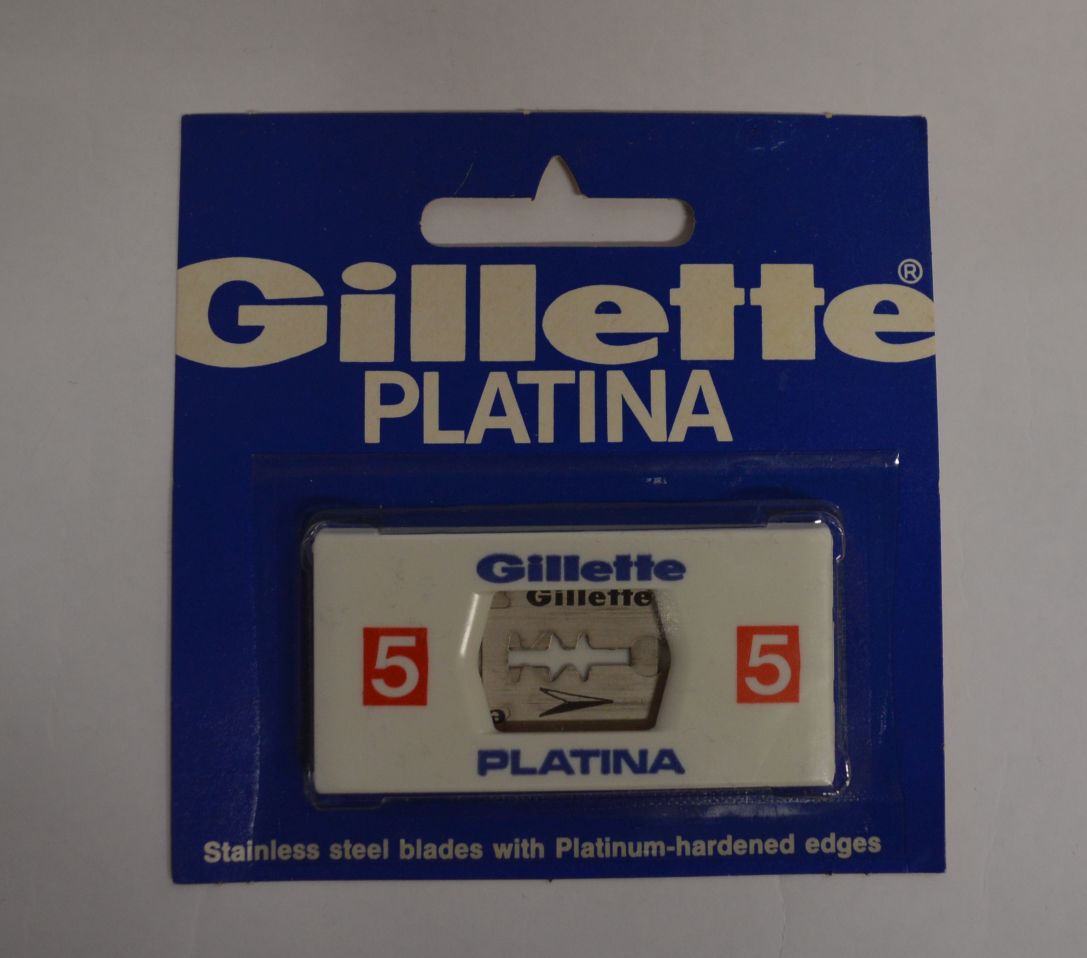 Gillette®
PLATINA
Gillette
Gillette
5 5
PLATINA
Stainless steel blades with Platinum-hardened edges